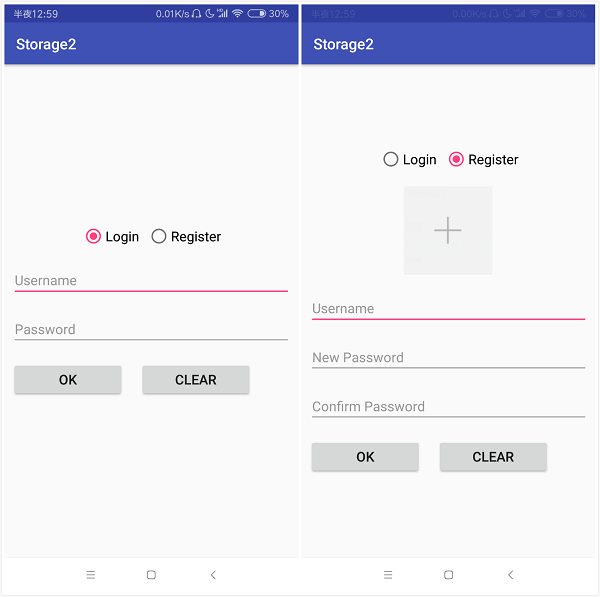 半夜12:59 0.01K/s HD 30%
Storage2
Login Register
Username
Password
OK CLEAR
半夜12:59 0.00K/s 30%
Storage2
Login Register
Username
New Password
Confirm Password
OK CLEAR